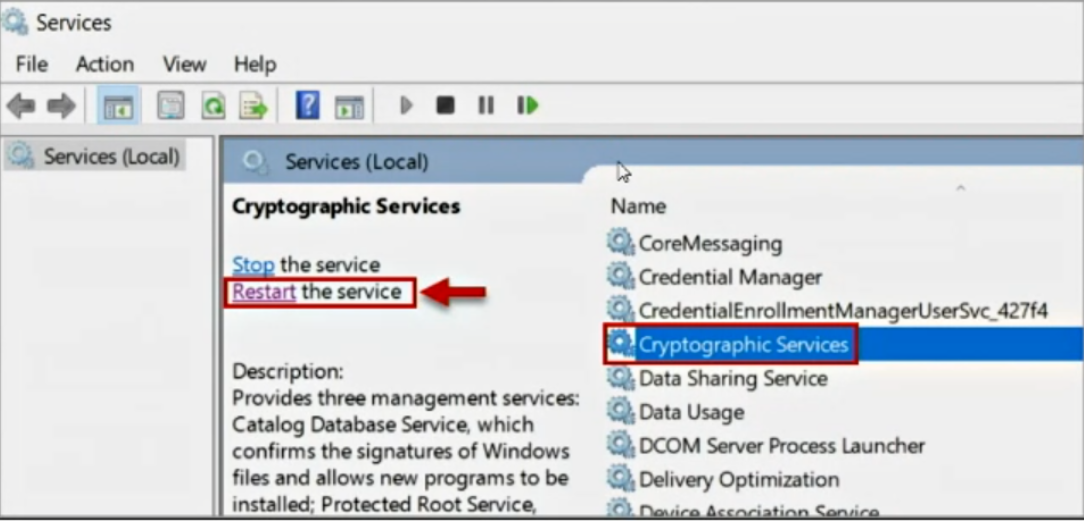 Services
File Action View Help
Services (Local)
Services (Local)
Cryptographic Services
Stop the service
Restart the service
Description:
Provides three management services:
Catalog Database Service, which
confirms the signatures of Windows
files and allows new programs to be
installed; Protected Root Service,
Name
CoreMessaging
Credential Manager
CredentialEnrollmentManagerUserSvc_427f4
Cryptographic Services
Data Sharing Service
Data Usage
DCOM Server Process Launcher
Delivery Optimization
Device Association Service